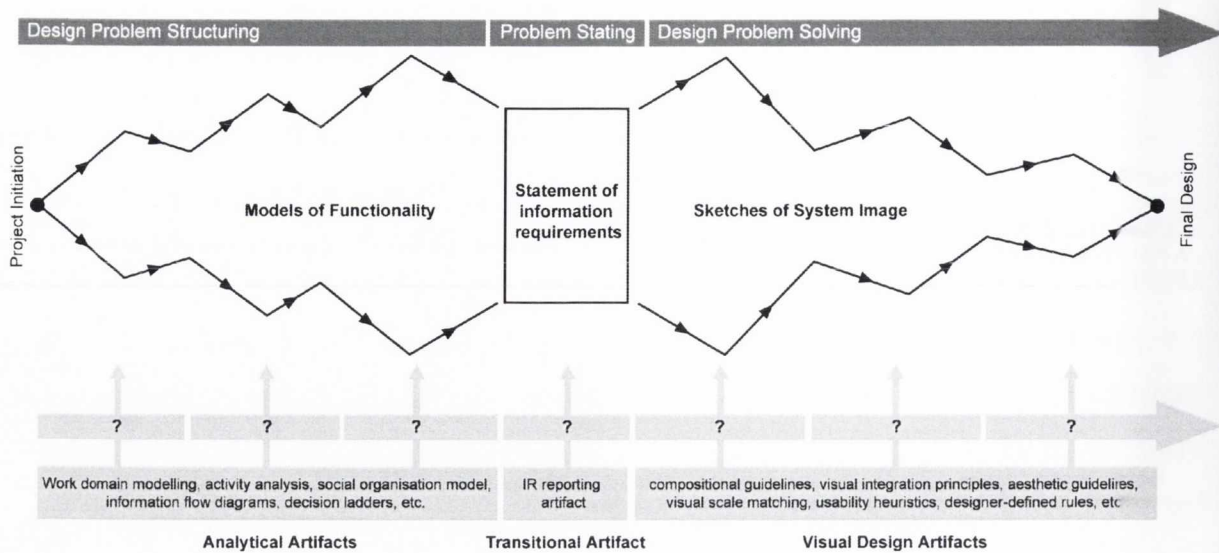 Design Problem Structuring
Problem Stating
Design Problem Solving
Project Initiation
Models of Functionality
Statement of
information
requirements
Sketches of System Image
Final Design
?
?
?
?
?
?
?
Work domain modelling, activity analysis, social organisation model,
information flow diagrams, decision ladders, etc.
IR reporting
artifact
compositional guidelines, visual integration principles, aesthetic guidelines,
visual scale matching, usability heuristics, designer-defined rules, etc
Analytical Artifacts
Transitional Artifact
Visual Design Artifacts